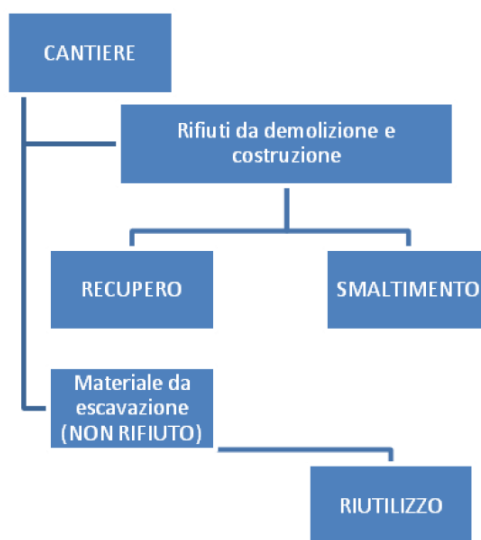 CANTIERE
Rifiuti da demolizione e
costruzione
RECUPERO
SMALTIMENTO
Materiale da
escavazione
(NON RIFIUTO)
RIUTILIZZO